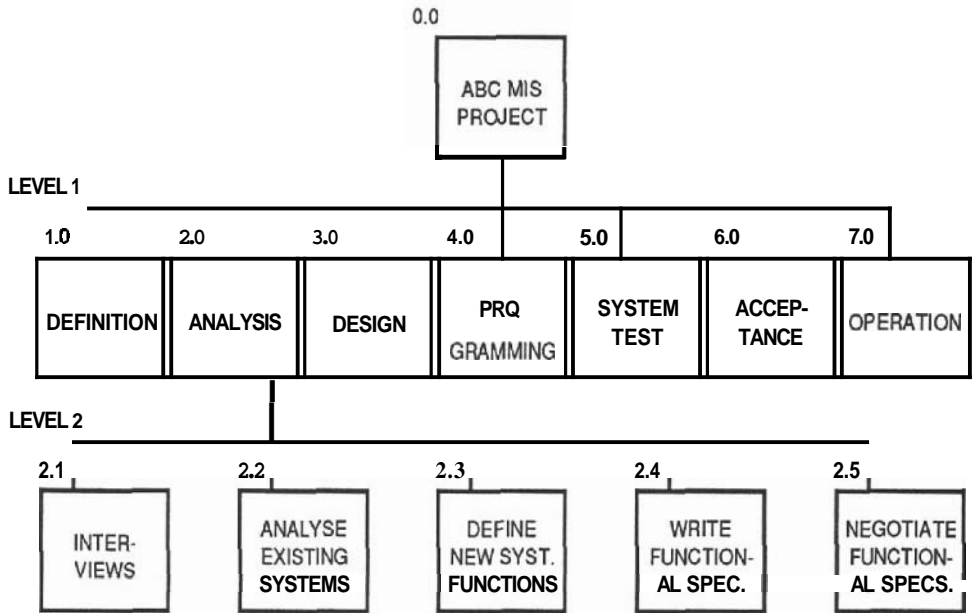 0.0
ABC MIS
PROJECT
LEVEL 1
1.0 2.0 3.0 4.0 5.0 6.0 7.0
DEFINITION
ANALYSIS
DESIGN
PRQ
GRAMMING
SYSTEM
TEST
ACCEP-
TANCE
OPERATION
LEVEL 2
2.1 2.2 2.3 2.4 2.5
INTER-
VIEWS
ANALYSE
EXISTING
SYSTEMS
DEFINE
NEW SYST.
FUNCTIONS
WRITE
FUNCTION-
AL SPEC.
NEGOTIATE
FUNCTION-
AL SPECS.